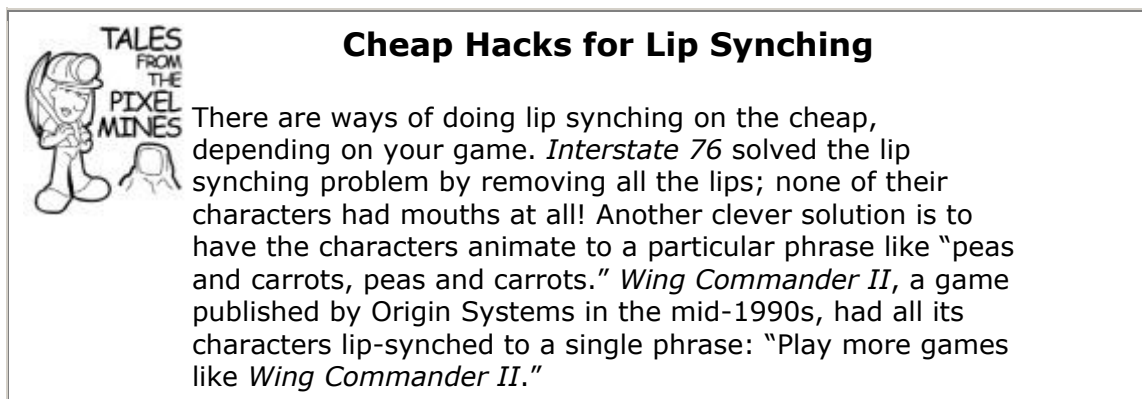 TALES
FROM
THE
PIXEL
MINES
Cheap Hacks for Lip Synching
There are ways of doing lip synching on the cheap,
depending on your game. Interstate 76 solved the lip
synching problem by removing all the lips; none of their
characters had mouths at all! Another clever solution is to
have the characters animate to a particular phrase like “peas
and carrots, peas and carrots.” Wing Commander II, a game
published by Origin Systems in the mid-1990s, had all its
characters lip-synched to a single phrase: “Play more games
like Wing Commander II.”